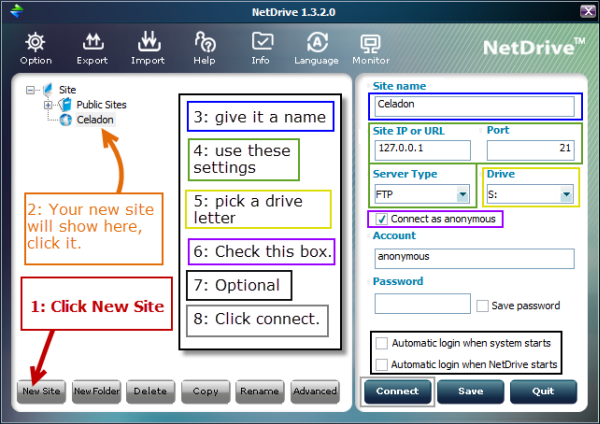 NetDrive 1.3.2.0
Option Export Import Help Info Language Monitor
NetDrive™
Site
Public Sites
Celadon
2: Your new site
will show here,
click it.
1: Click New Site
3: give it a name
4: use these
settings
5: pick a drive
letter
6: Check this box.
7: Optional
8: Click connect.
New Site New Folder Delete Copy Rename Advanced
Site name
Celadon
Site IP or URL Port
127.0.0.1 21
Server Type Drive
FTP S:
Connect as anonymous
Account
anonymous
Password
Save password
Automatic login when system starts
Automatic login when NetDrive starts
Connect Save Quit